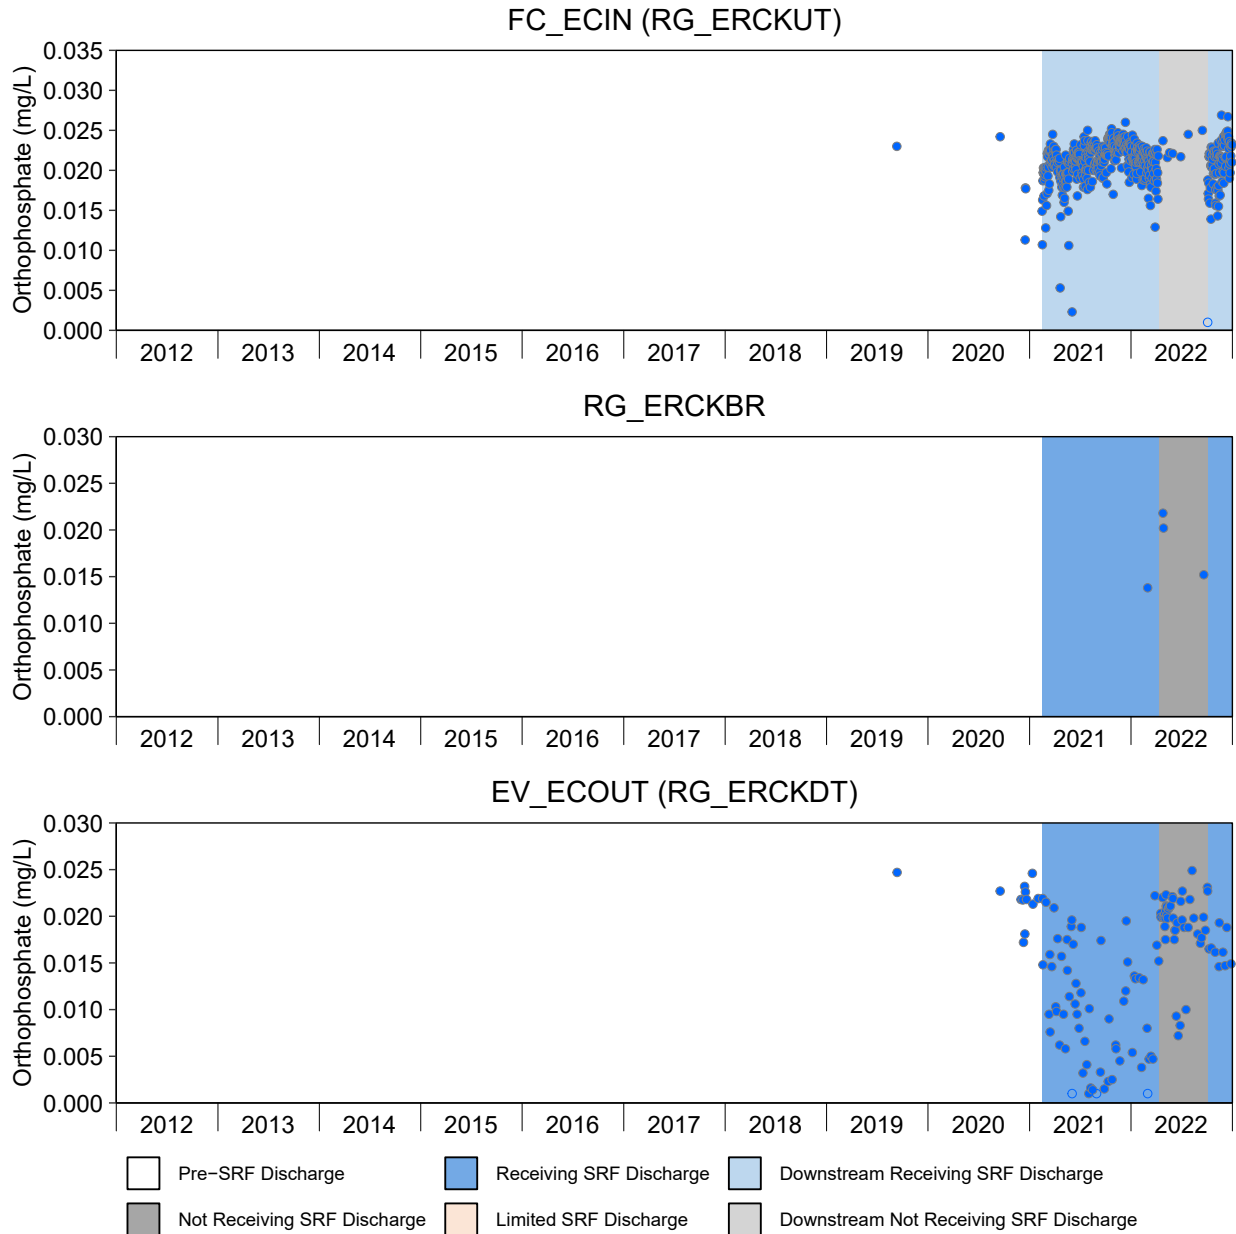 FC_ECIN (RG_ERCKUT)
Orthophosphate (mg/L)
0.035
0.030
0.025
0.020
0.015
0.010
0.005
0.000
2012 2013 2014 2015 2016 2017 2018 2019 2020 2021 2022
RG_ERCKBR
Orthophosphate (mg/L)
0.030
0.025
0.020
0.015
0.010
0.005
0.000
2012 2013 2014 2015 2016 2017 2018 2019 2020 2021 2022
EV_ECOUT (RG_ERCKDT)
Orthophosphate (mg/L)
0.030
0.025
0.020
0.015
0.010
0.005
0.000
2012 2013 2014 2015 2016 2017 2018 2019 2020 2021 2022
Pre−SRF Discharge Receiving SRF Discharge Downstream Receiving SRF Discharge
Not Receiving SRF Discharge Limited SRF Discharge Downstream Not Receiving SRF Discharge